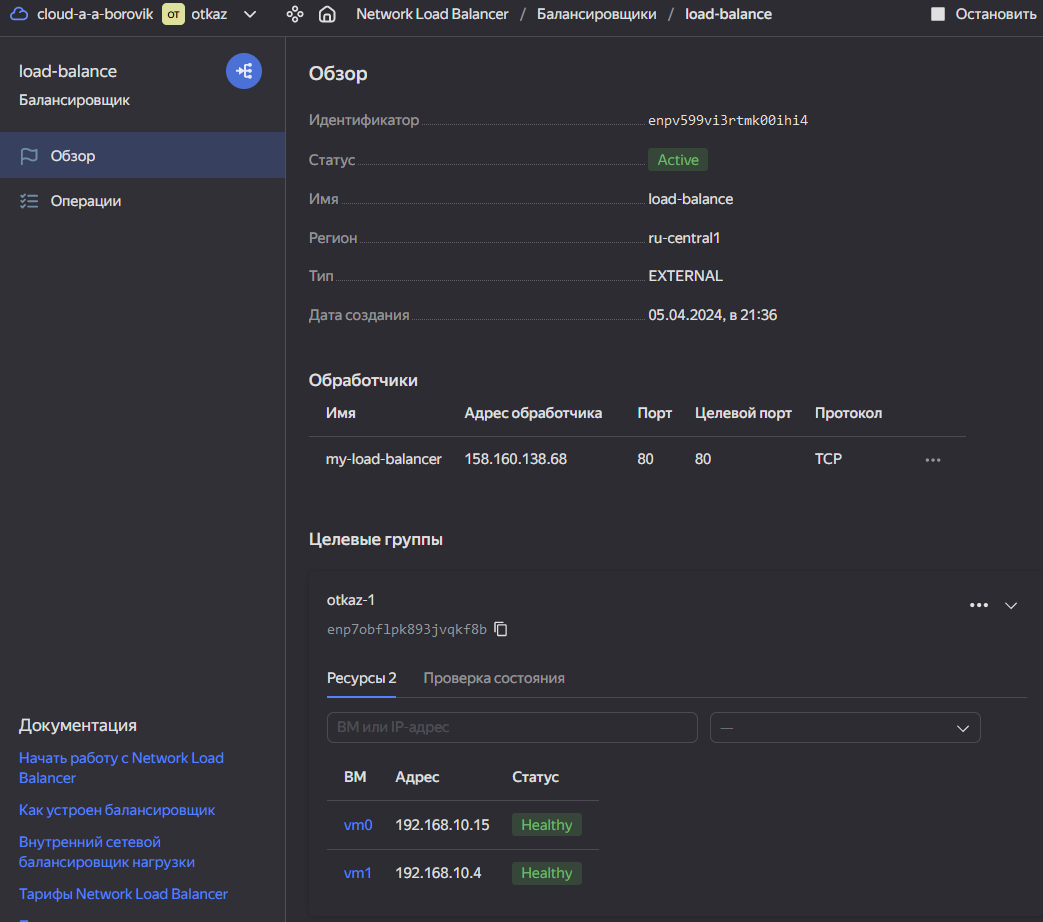 cloud-a-a-borovik от otkaz Network Load Balancer / Балансировщики / load-balance Остановить
load-balance
Балансировщик
Обзор
Операции
Документация
Начать работу с Network Load
Balancer
Как устроен балансировщик
Внутренний сетевой
балансировщик нагрузки
Тарифы Network Load Balancer
Обзор
Идентификатор enpv599vi3rtmk00ihi4
Статус Active
Имя load-balance
Регион ru-central1
Тип EXTERNAL
Дата создания 05.04.2024, в 21:36
Обработчики
Имя Адрес обработчика Порт Целевой порт Протокол
my-load-balancer 158.160.138.68 80 80 TCP
Целевые группы
otkaz-1
enp7obflpk893jvqkf8b
Ресурсы 2 Проверка состояния
ВМ или IP-адрес —
ВМ Адрес Статус
vm0 192.168.10.15 Healthy
vm1 192.168.10.4 Healthy